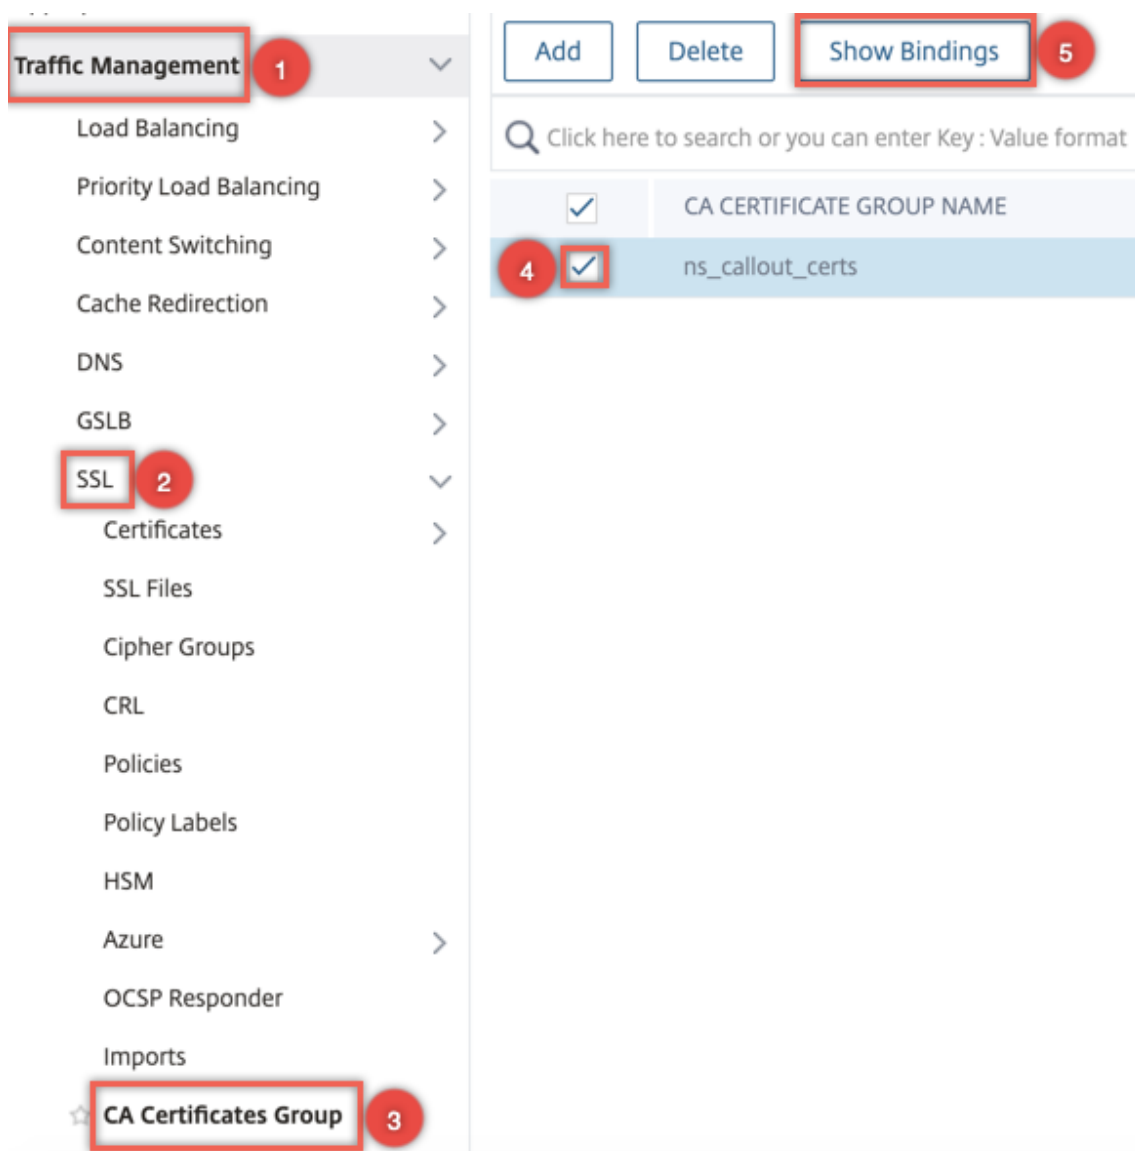 Traffic Management 1
Load Balancing
Priority Load Balancing
Content Switching
Cache Redirection
DNS
GSLB
SSL 2
Certificates
SSL Files
Cipher Groups
CRL
Policies
Policy Labels
HSM
Azure
OCSP Responder
Imports
CA Certificates Group 3
Add Delete Show Bindings 5
Click here to search or you can enter Key : Value format
CA CERTIFICATE GROUP NAME
4 ns_callout_certs